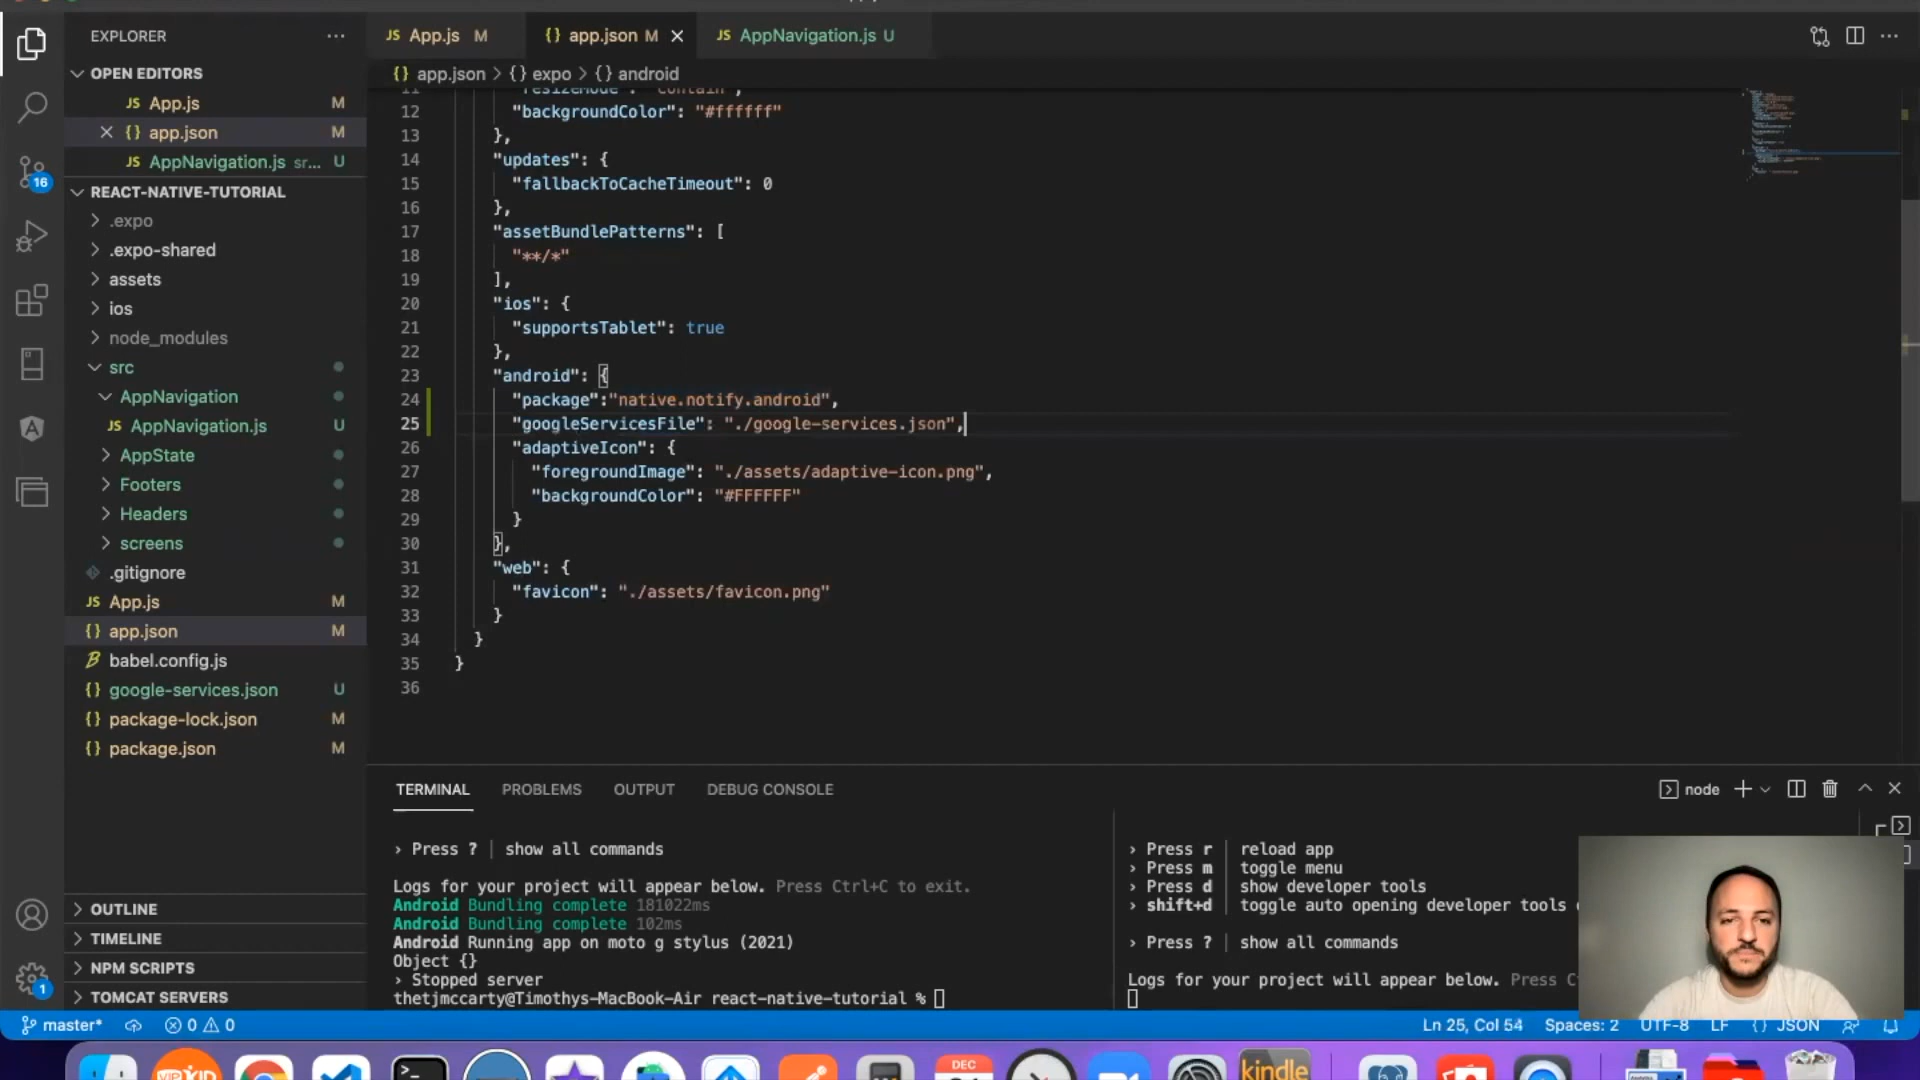 EXPLORER
OPEN EDITORS
JS App.js M
{} app.json M
JS AppNavigation.js sr... U
REACT-NATIVE-TUTORIAL
.expo
.expo-shared
assets
ios
node_modules
src
AppNavigation
JS AppNavigation.js U
AppState
Footers
Headers
screens
.gitignore
JS App.js M
{} app.json M
babel.config.js
{} google-services.json U
{} package-lock.json M
{} package.json M
OUTLINE
TIMELINE
NPM SCRIPTS
TOMCAT SERVERS
16
1
JS App.js M {} app.json M JS AppNavigation.js U
{} app.json > {} expo > {} android
11 "resizeMode": "contain",
12 "backgroundColor": "#ffffff"
13 },
14 "updates": {
15 "fallbackToCacheTimeout": 0
16 },
17 "assetBundlePatterns": [
18 "**/*"
19 ],
20 "ios": {
21 "supportsTablet": true
22 },
23 "android": {
24 "package":"native.notify.android",
25 "googleServicesFile": "./google-services.json",
26 "adaptiveIcon": {
27 "foregroundImage": "./assets/adaptive-icon.png",
28 "backgroundColor": "#FFFFFF"
29 }
30 },
31 "web": {
32 "favicon": "./assets/favicon.png"
33 }
34 }
35 }
36
TERMINAL PROBLEMS OUTPUT DEBUG CONSOLE
node
› Press ? │ show all commands
Logs for your project will appear below. Press Ctrl+C to exit.
Android Bundling complete 181022ms
Android Bundling complete 102ms
Android Running app on moto g stylus (2021)
Object {}
› Stopped server
thetjmccarty@Timothys-MacBook-Air react-native-tutorial %
› Press r │ reload app
› Press m │ toggle menu
› Press d │ show developer tools
› shift+d │ toggle auto opening developer tools
› Press ? │ show all commands
Logs for your project will appear below. Press
master* 0 0
Ln 25, Col 54 Spaces: 2 UTF-8 LF {} JSON
VIPKID
DEC
kindle